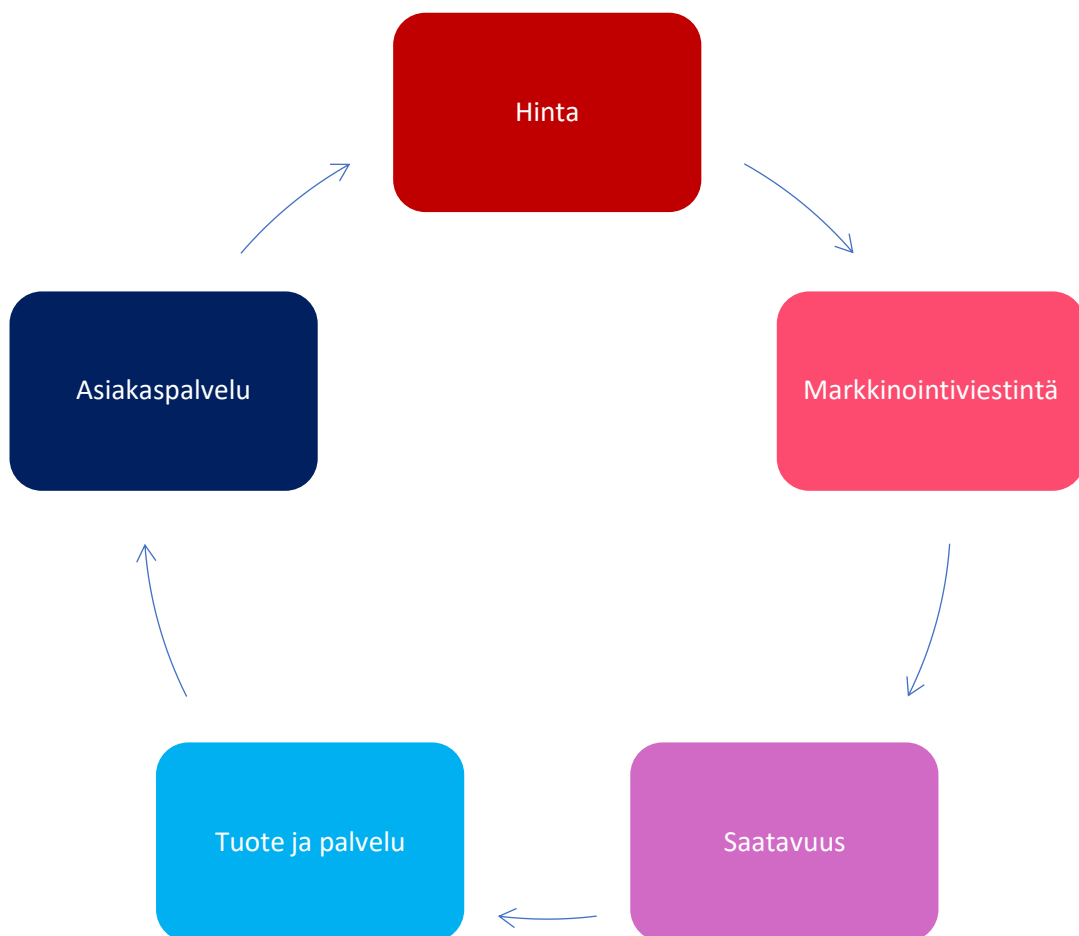 Hinta
Markkinointiviestintä
Saatavuus
Tuote ja palvelu
Asiakaspalvelu